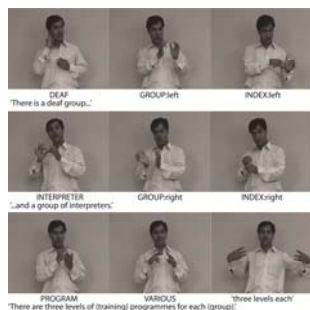 DEAF GROUP:left INDEX:left
'There is a deaf group...'
INTERPRETER GROUP:right INDEX:right
'...and a group of interpreters.'
PROGRAM VARIOUS 'three levels each'
'There are three levels of (training) programmes for each (group).'